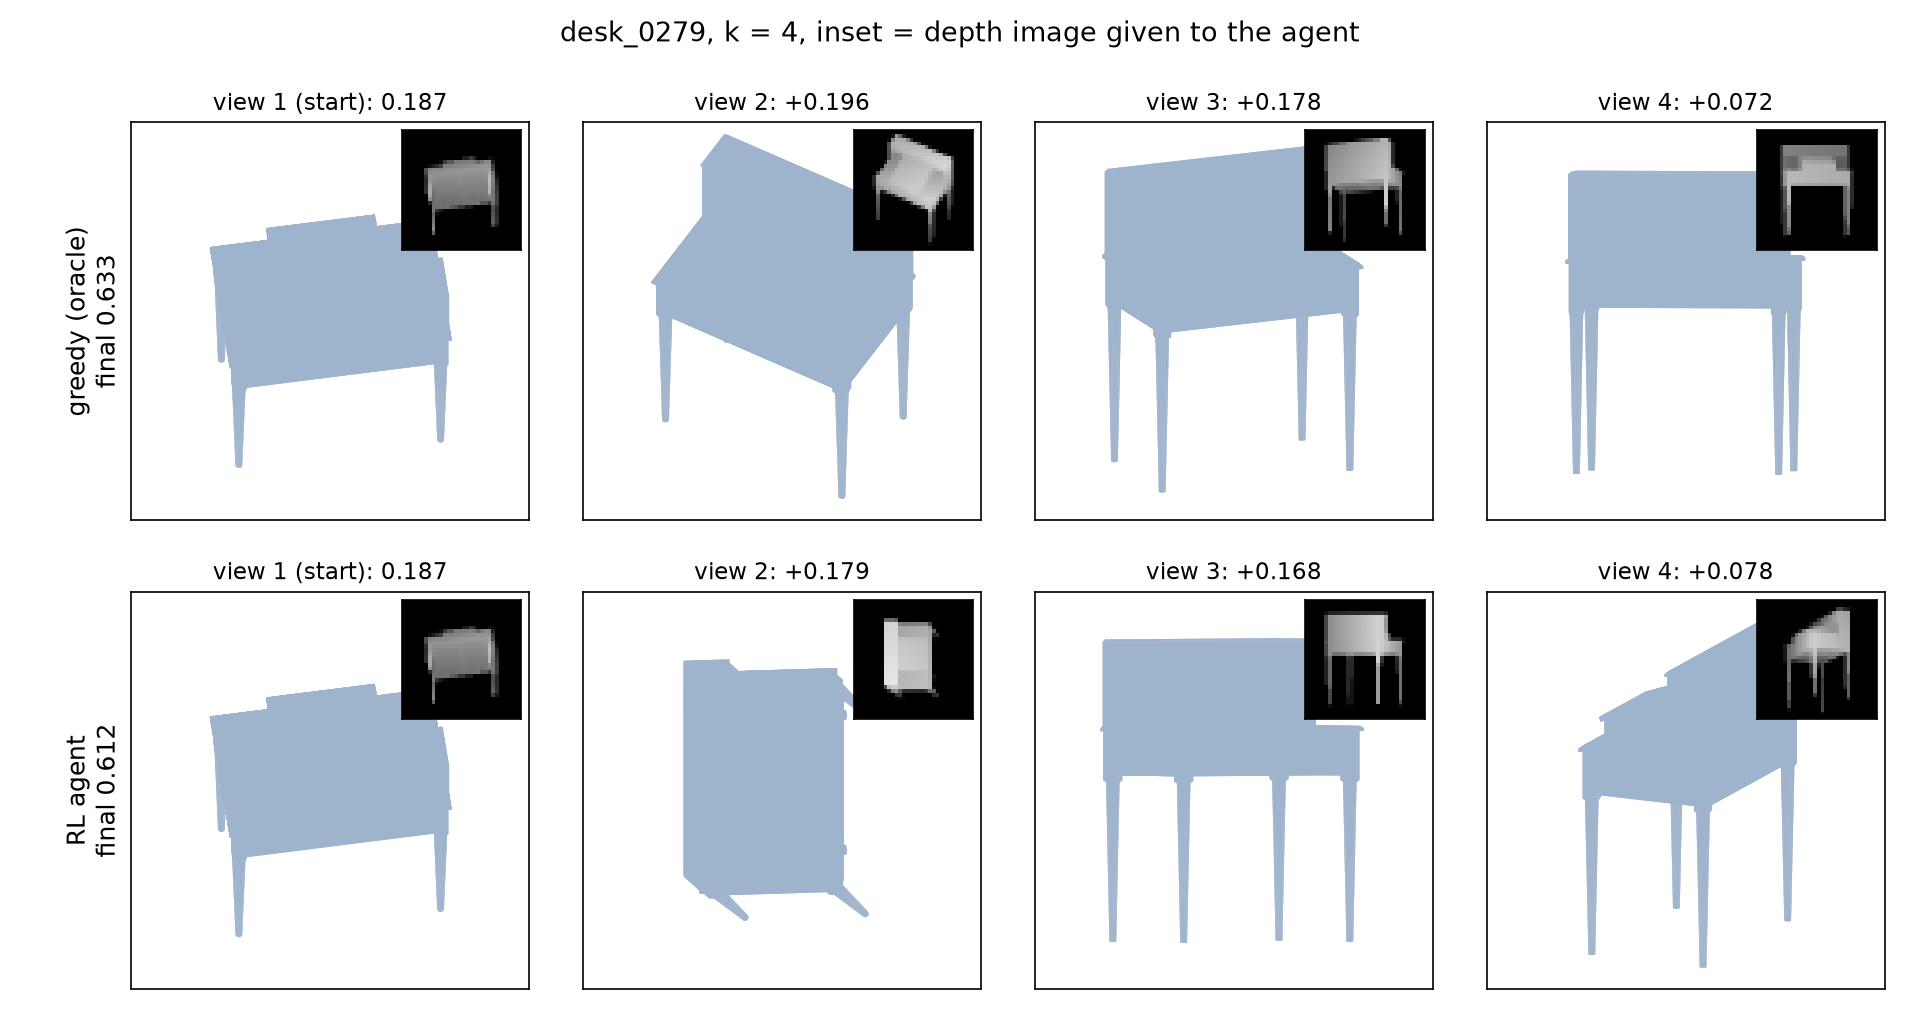 desk_0279, k = 4, inset = depth image given to the agent
view 1 (start): 0.187
view 2: +0.196
view 3: +0.178
view 4: +0.072
greedy (oracle)
final 0.633
view 1 (start): 0.187
view 2: +0.179
view 3: +0.168
view 4: +0.078
RL agent
final 0.612